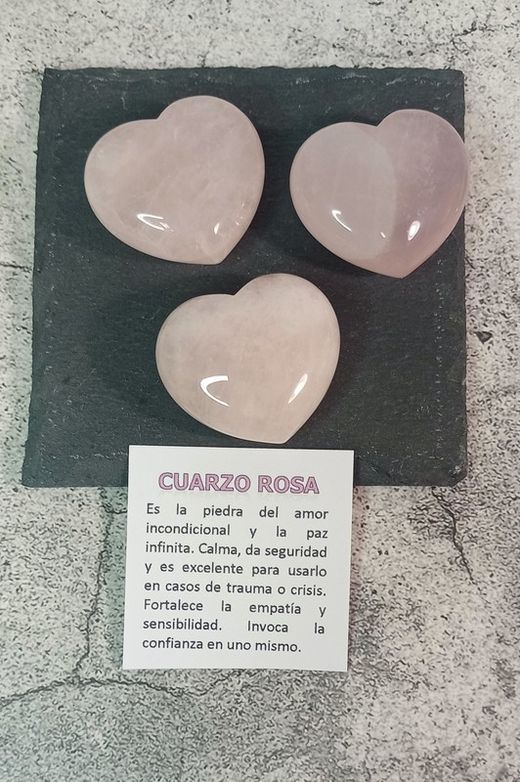 CUARZO ROSA
Es la piedra del amor
incondicional y la paz
infinita. Calma, da seguridad
y es excelente para usarlo
en casos de trauma o crisis.
Fortalece la empatía y
sensibilidad. Invoca la
confianza en uno mismo.